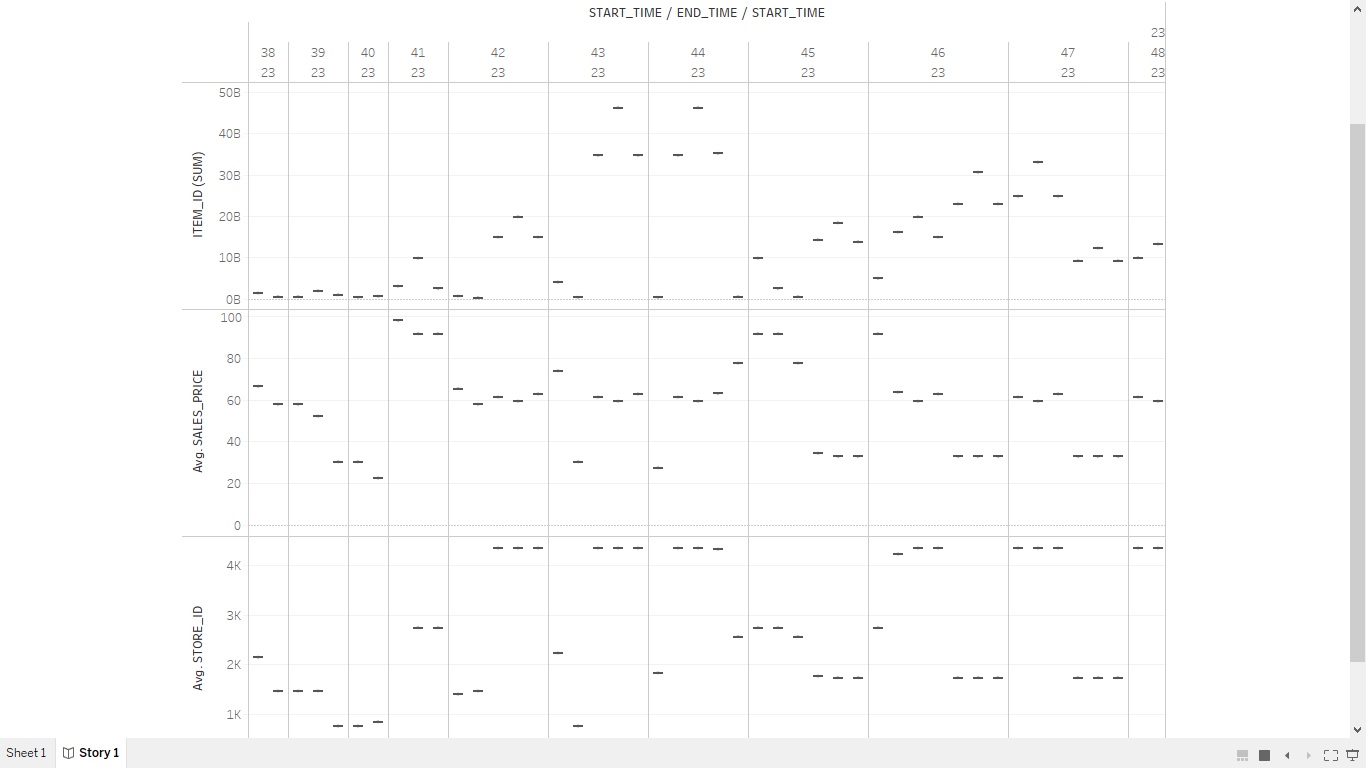 START_TIME / END_TIME / START_TIME
23
38 39 40 41 42 43 44 45 46 47 48
23 23 23 23 23 23 23 23 23 23 23
ITEM_ID (SUM)
50B
40B
30B
20B
10B
0B
Avg. SALES_PRICE
100
80
60
40
20
0
Avg. STORE_ID
4K
3K
2K
1K
Sheet 1 Story 1